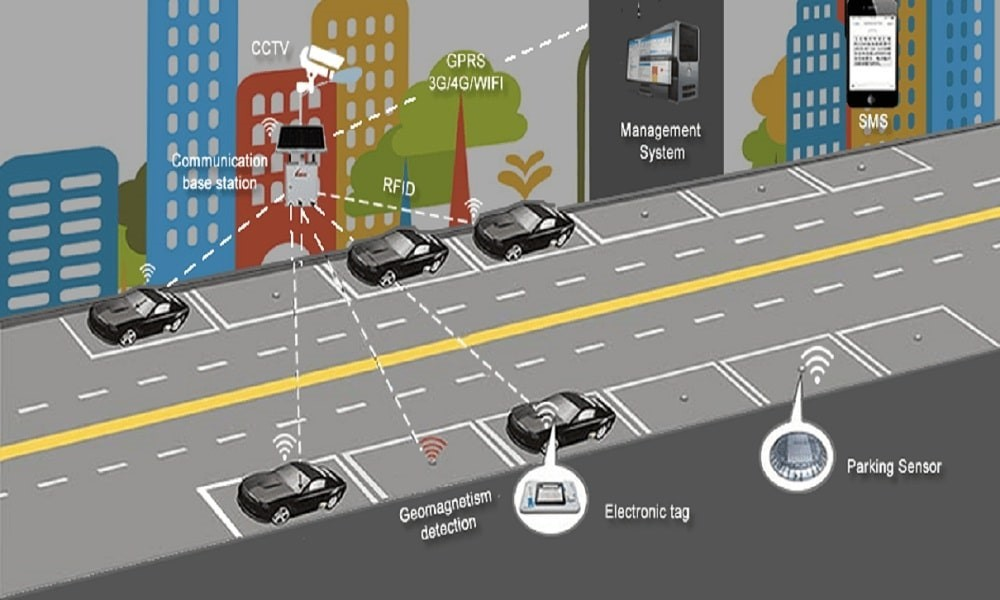 CCTV
GPRS
3G/4G/WIFI
Management
System
SMS
Communication
base station
RFID
Geomagnetism
detection
Electronic tag
Parking Sensor